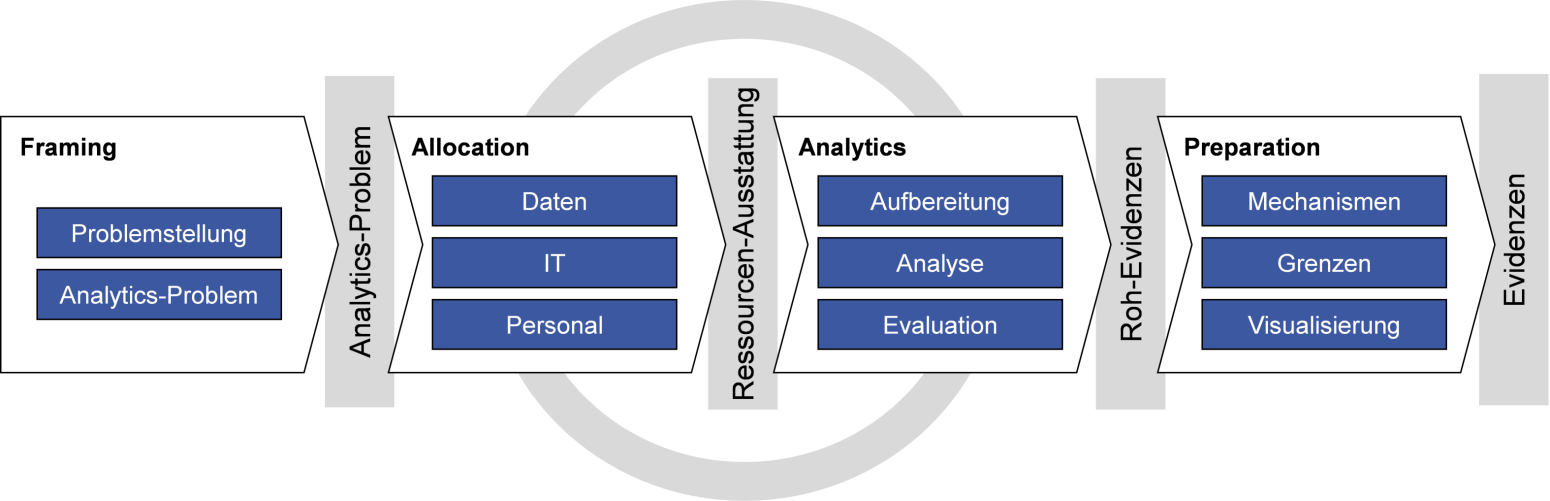 Framing
Problemstellung
Analytics-Problem
Analytics-Problem
Allocation
Daten
IT
Personal
Ressourcen-Ausstattung
Analytics
Aufbereitung
Analyse
Evaluation
Roh-Evidenzen
Preparation
Mechanismen
Grenzen
Visualisierung
Evidenzen